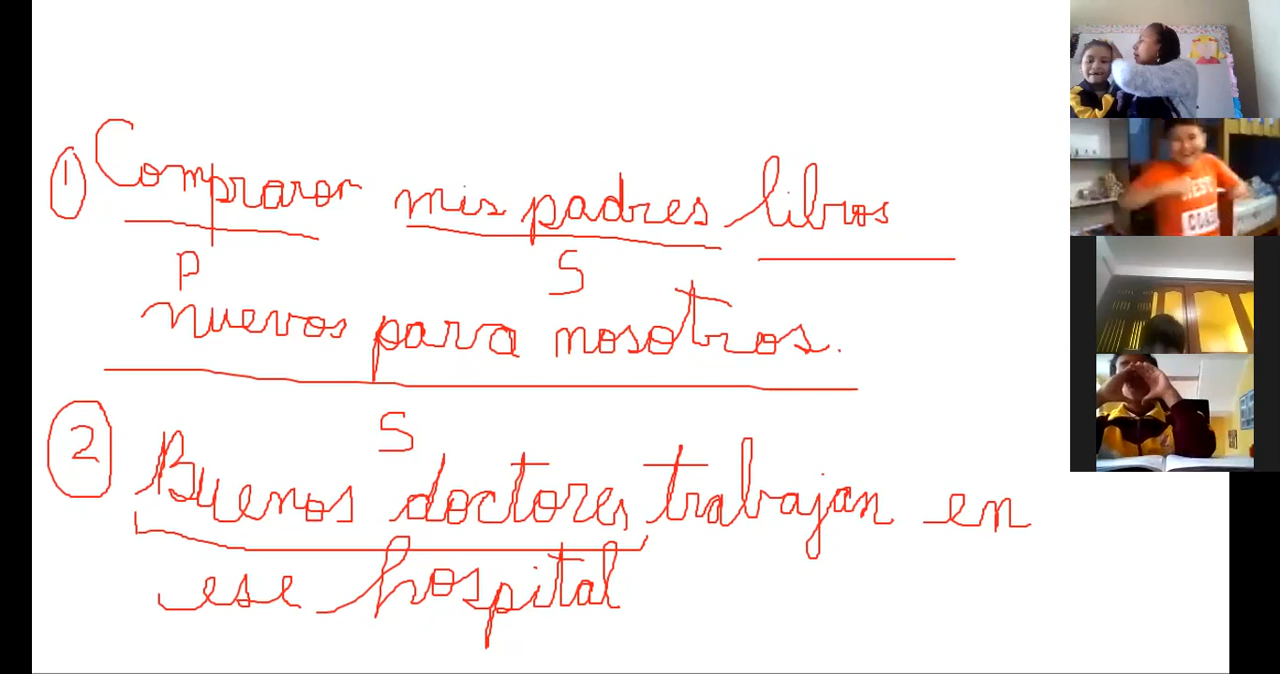 1) Compraron mis padres libros
P S
nuevos para nosotros.
S
2 Buenos doctores trabajan en
ese hospital